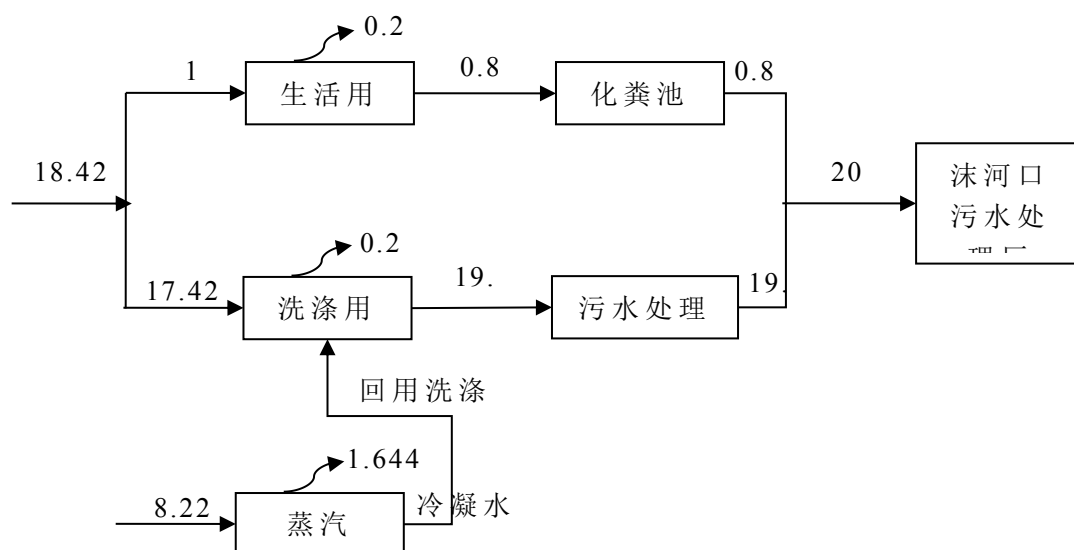 0.2
1
生活用
0.8
化粪池
0.8
18.42
20
沫河口
污水处
0.2
17.42
洗涤用
19.
污水处理
19.
回用洗涤
1.644
8.22
蒸汽
冷凝水